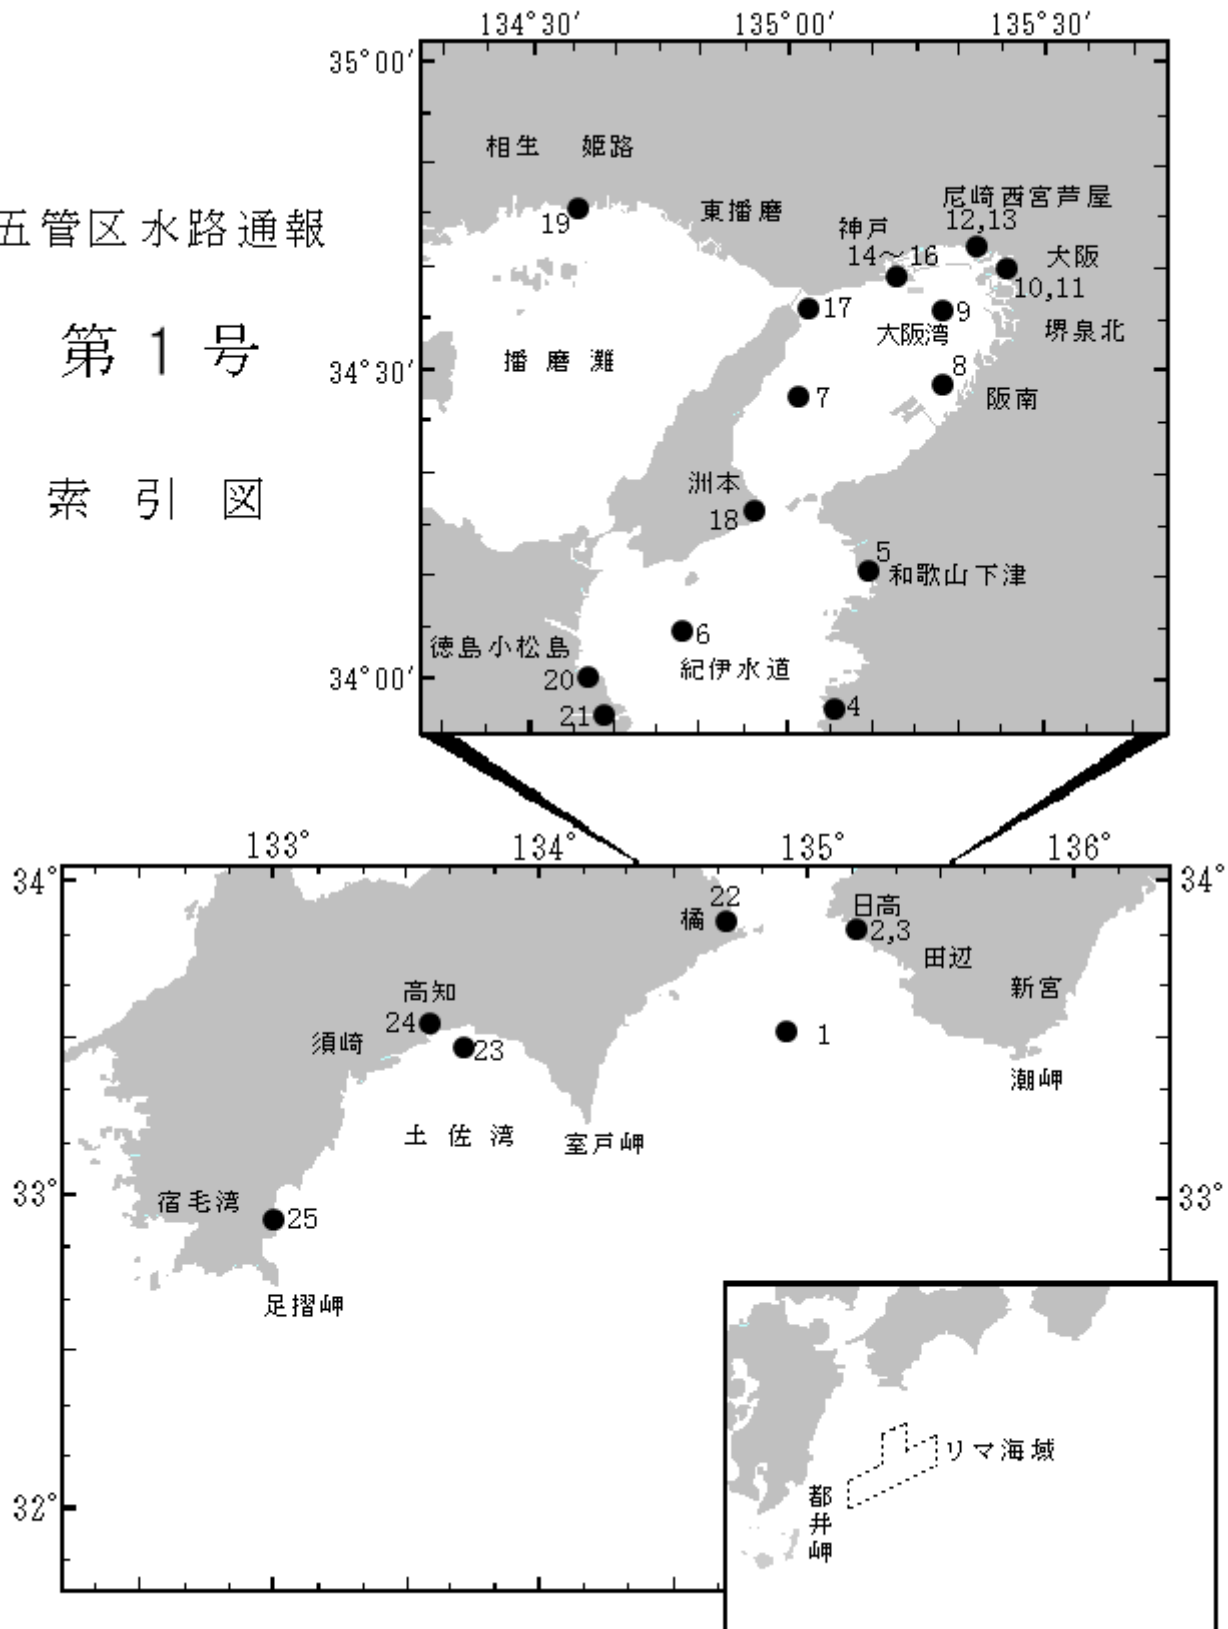 134°30′ 135°00′ 135°30′
35°00′
相生 姫路
尼崎西宮芦屋
五管区水路通報
19
東播磨
神戸
12,13
14～16
大阪
10,11
第 1 号
17
9
大阪湾
堺泉北
播 磨 灘
34°30′
8
7
阪南
索 引 図
洲本
18
5
和歌山下津
6
徳島小松島
紀伊水道
34°00′
20
4
21
133° 134° 135° 136°
34°
34°
22
橘
日高
2,3
田辺
高知
新宮
24
須崎
23
1
潮岬
土 佐 湾
室戸岬
33°
33°
宿毛湾
25
足摺岬
リマ海域
都井岬
32°